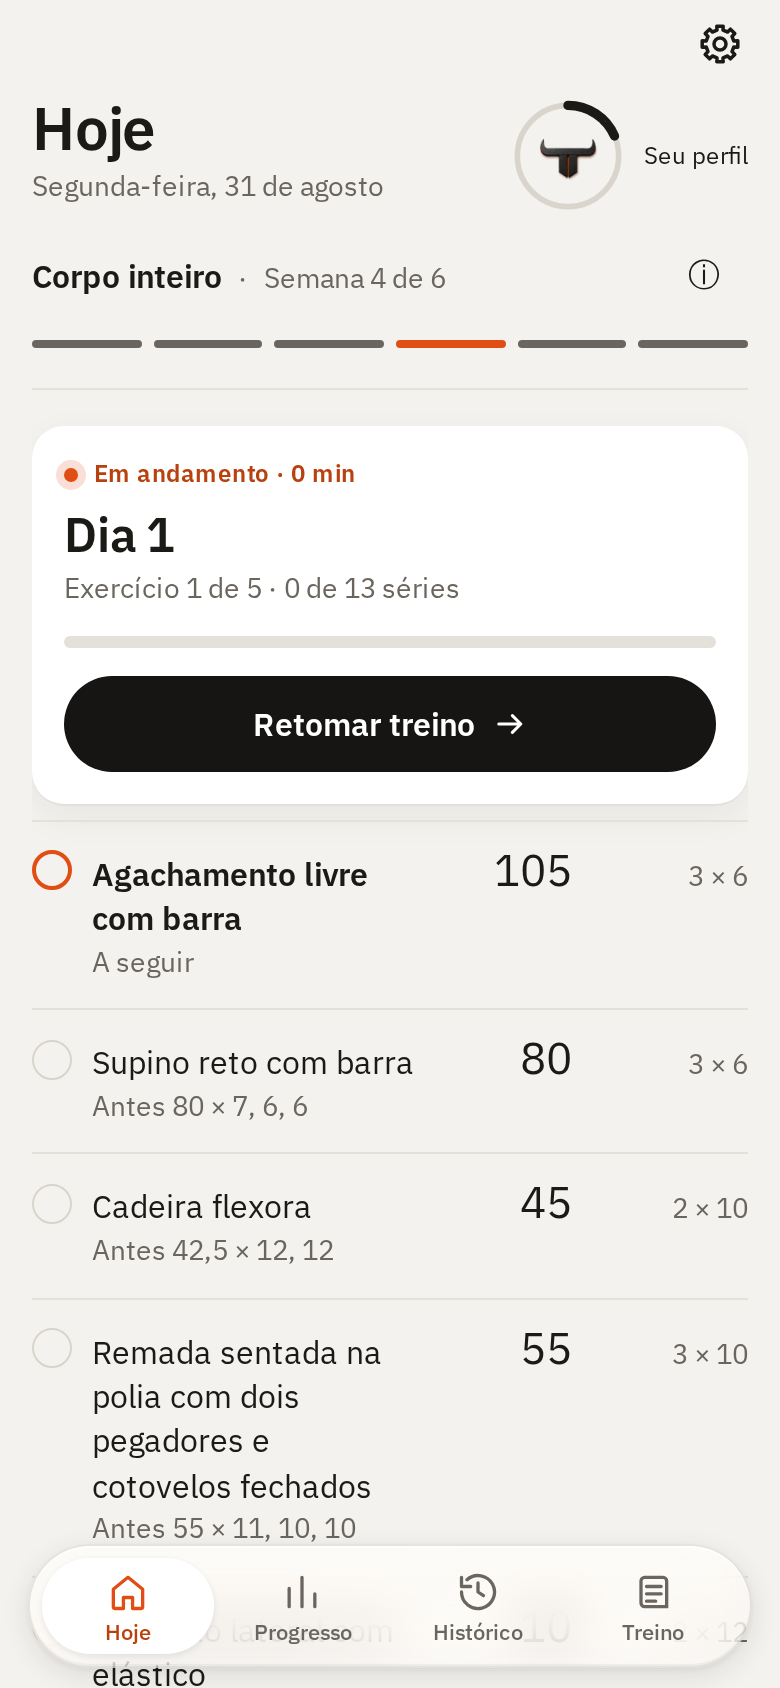 Hoje
Segunda-feira, 31 de agosto
Seu perfil
Corpo inteiro · Semana 4 de 6
Em andamento · 0 min
Dia 1
Exercício 1 de 5 · 0 de 13 séries
Retomar treino →
Agachamento livre
com barra
105
3 × 6
A seguir
Supino reto com barra
80
3 × 6
Antes 80 × 7, 6, 6
Cadeira flexora
45
2 × 10
Antes 42,5 × 12, 12
Remada sentada na
polia com dois
pegadores e
cotovelos fechados
55
3 × 10
Antes 55 × 11, 10, 10
com
10
× 12
elástico
Hoje
Progresso
Histórico
Treino